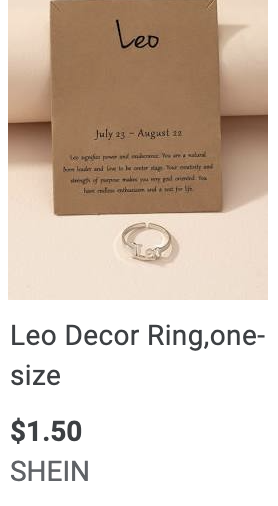 Leo
July 23 - August 22
Leo signifies power and exuberance. You are a natural
born leader and love to be center stage. Your creativity and
strength of purpose makes you very goal oriented. You
have endless enthusiasm and a zest for life.
Leo
Leo Decor Ring,one-
size
$1.50
SHEIN